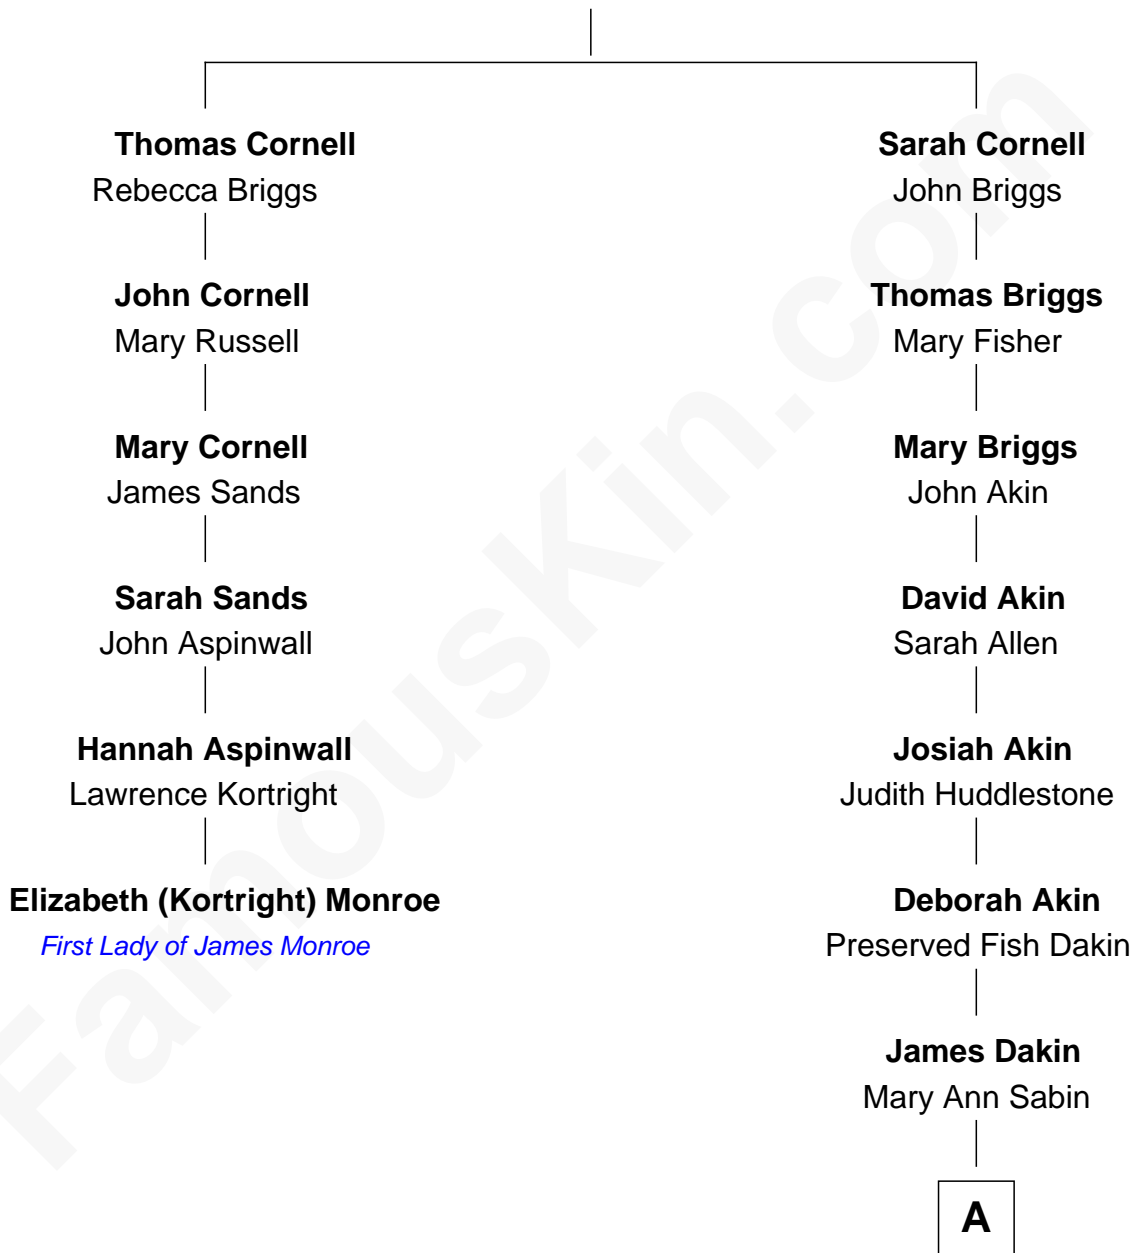 Thomas Cornell
Rebecca Briggs
John Cornell
Mary Russell
Mary Cornell
James Sands
Sarah Sands
John Aspinwall
Hannah Aspinwall
Lawrence Kortright
Elizabeth (Kortright) Monroe
First Lady of James Monroe
Sarah Cornell
John Briggs
Thomas Briggs
Mary Fisher
Mary Briggs
John Akin
David Akin
Sarah Allen
Josiah Akin
Judith Huddlestone
Deborah Akin
Preserved Fish Dakin
James Dakin
Mary Ann Sabin
A
FamousKin.com